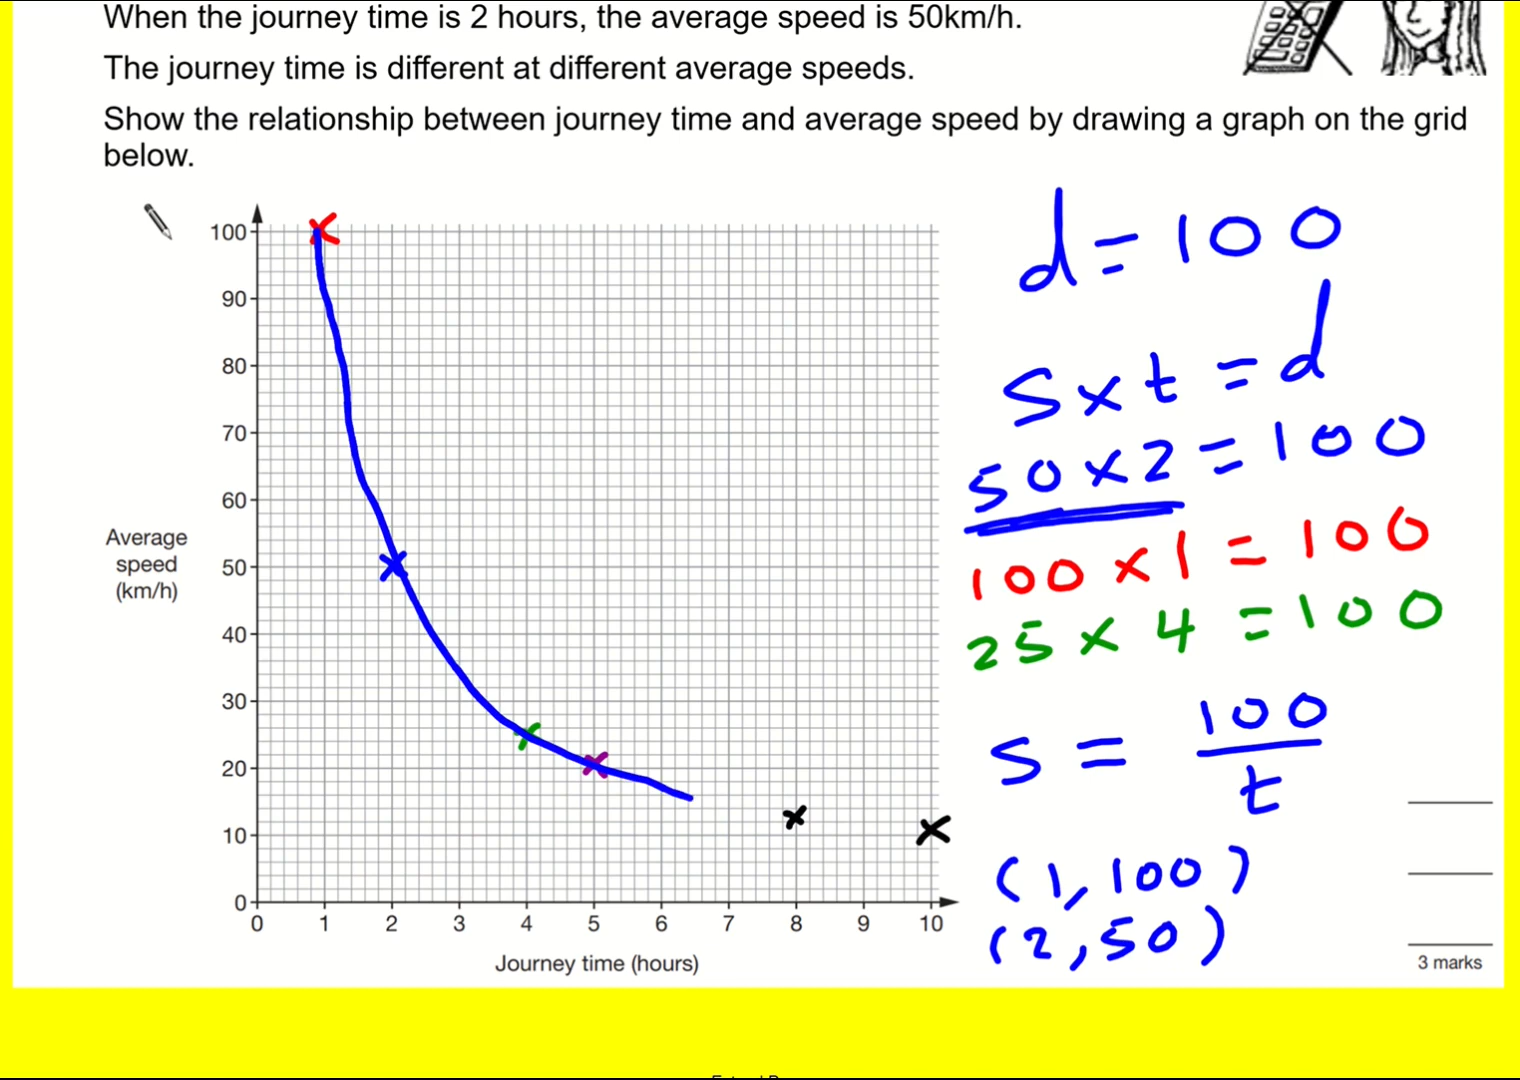 When the journey time is 2 hours, the average speed is 50km/h.
The journey time is different at different average speeds.
Show the relationship between journey time and average speed by drawing a graph on the grid
below.
100
90
80
70
60
50
40
30
20
10
0
Average
speed
(km/h)
0 1 2 3 4 5 6 7 8 9 10
Journey time (hours)
d = 100
s x t = d
50 x 2 = 100
100 x 1 = 100
25 x 4 = 100
s = 100
t
(1, 100)
(2, 50)
3 marks